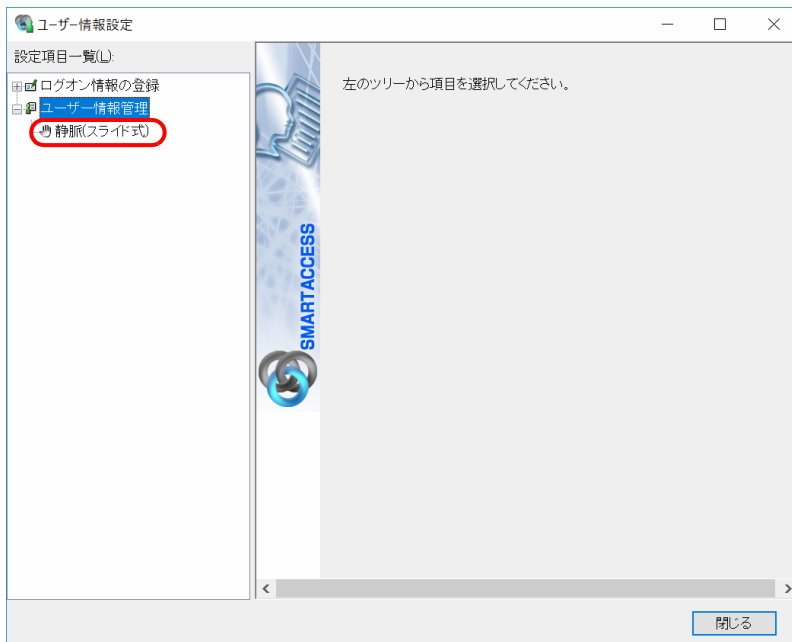 ユーザー情報設定
設定項目一覧(L):
ログオン情報の登録
ユーザー情報管理
静脈(スライド式)
SMARTACCESS
左のツリーから項目を選択してください。
閉じる